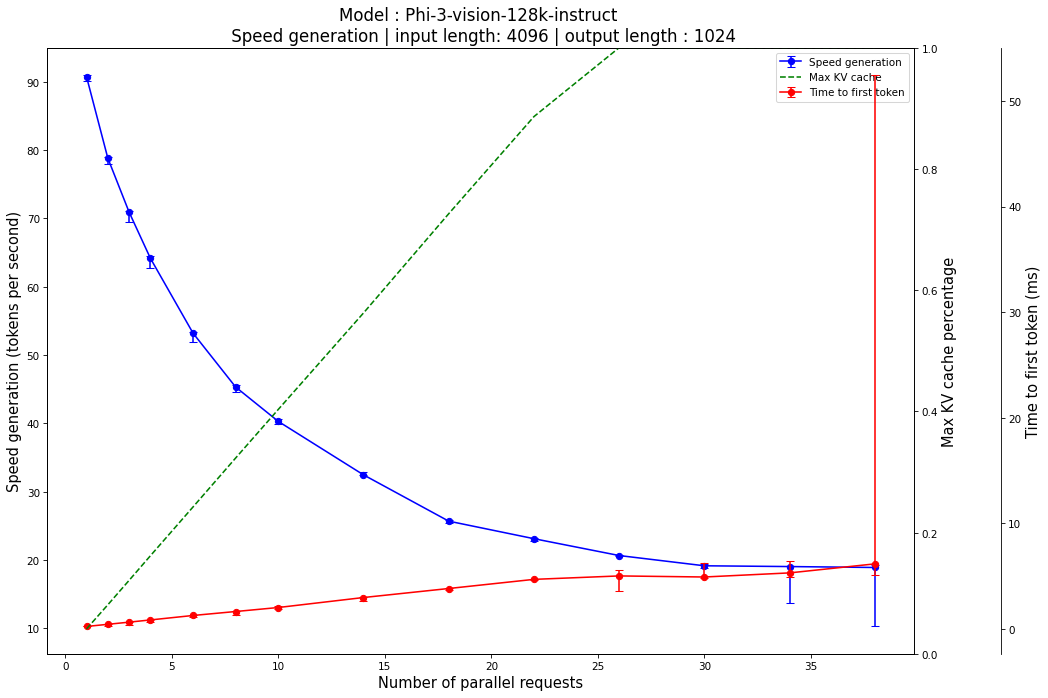 Model : Phi-3-vision-128k-instruct
Speed generation | input length: 4096 | output length : 1024
Speed generation
Max KV cache
Time to first token
Speed generation (tokens per second)
90
80
70
60
50
40
30
20
10
1.0
0.8
0.6
0.4
0.2
0.0
Max KV cache percentage
50
40
30
20
10
0
Time to first token (ms)
0 5 10 15 20 25 30 35
Number of parallel requests